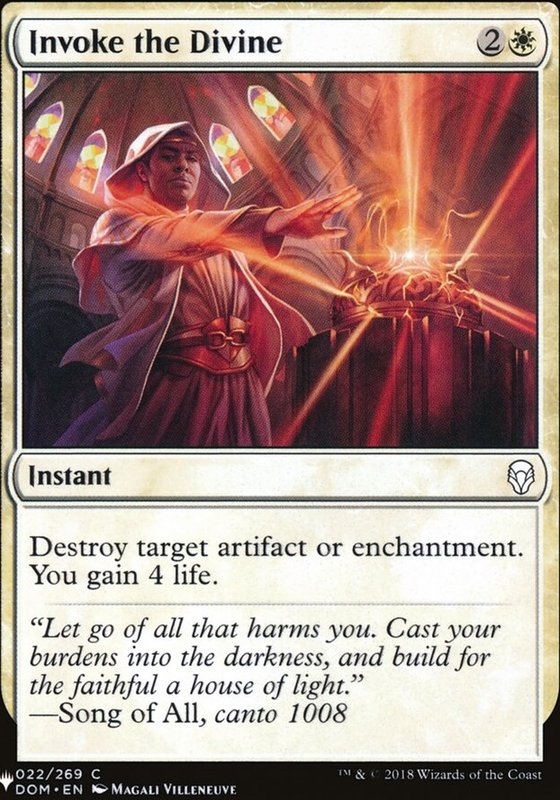 Invoke the Divine 2
Instant
Destroy target artifact or enchantment.
You gain 4 life.
“Let go of all that harms you. Cast your
burdens into the darkness, and build for
the faithful a house of light.”
—Song of All, canto 1008
022/269 C
DOM • EN Magali Villeneuve
™ & © 2018 Wizards of the Coast